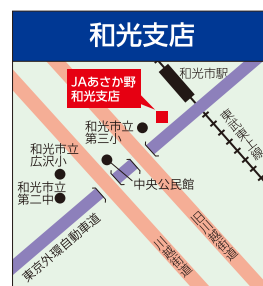 和光支店
JAあさか野
和光支店
和光市駅
東武東上線
和光市立
第三小
和光市立
広沢小
和光市立
第二中
中央公民館
東京外環自動車道
川越街道
旧川越街道